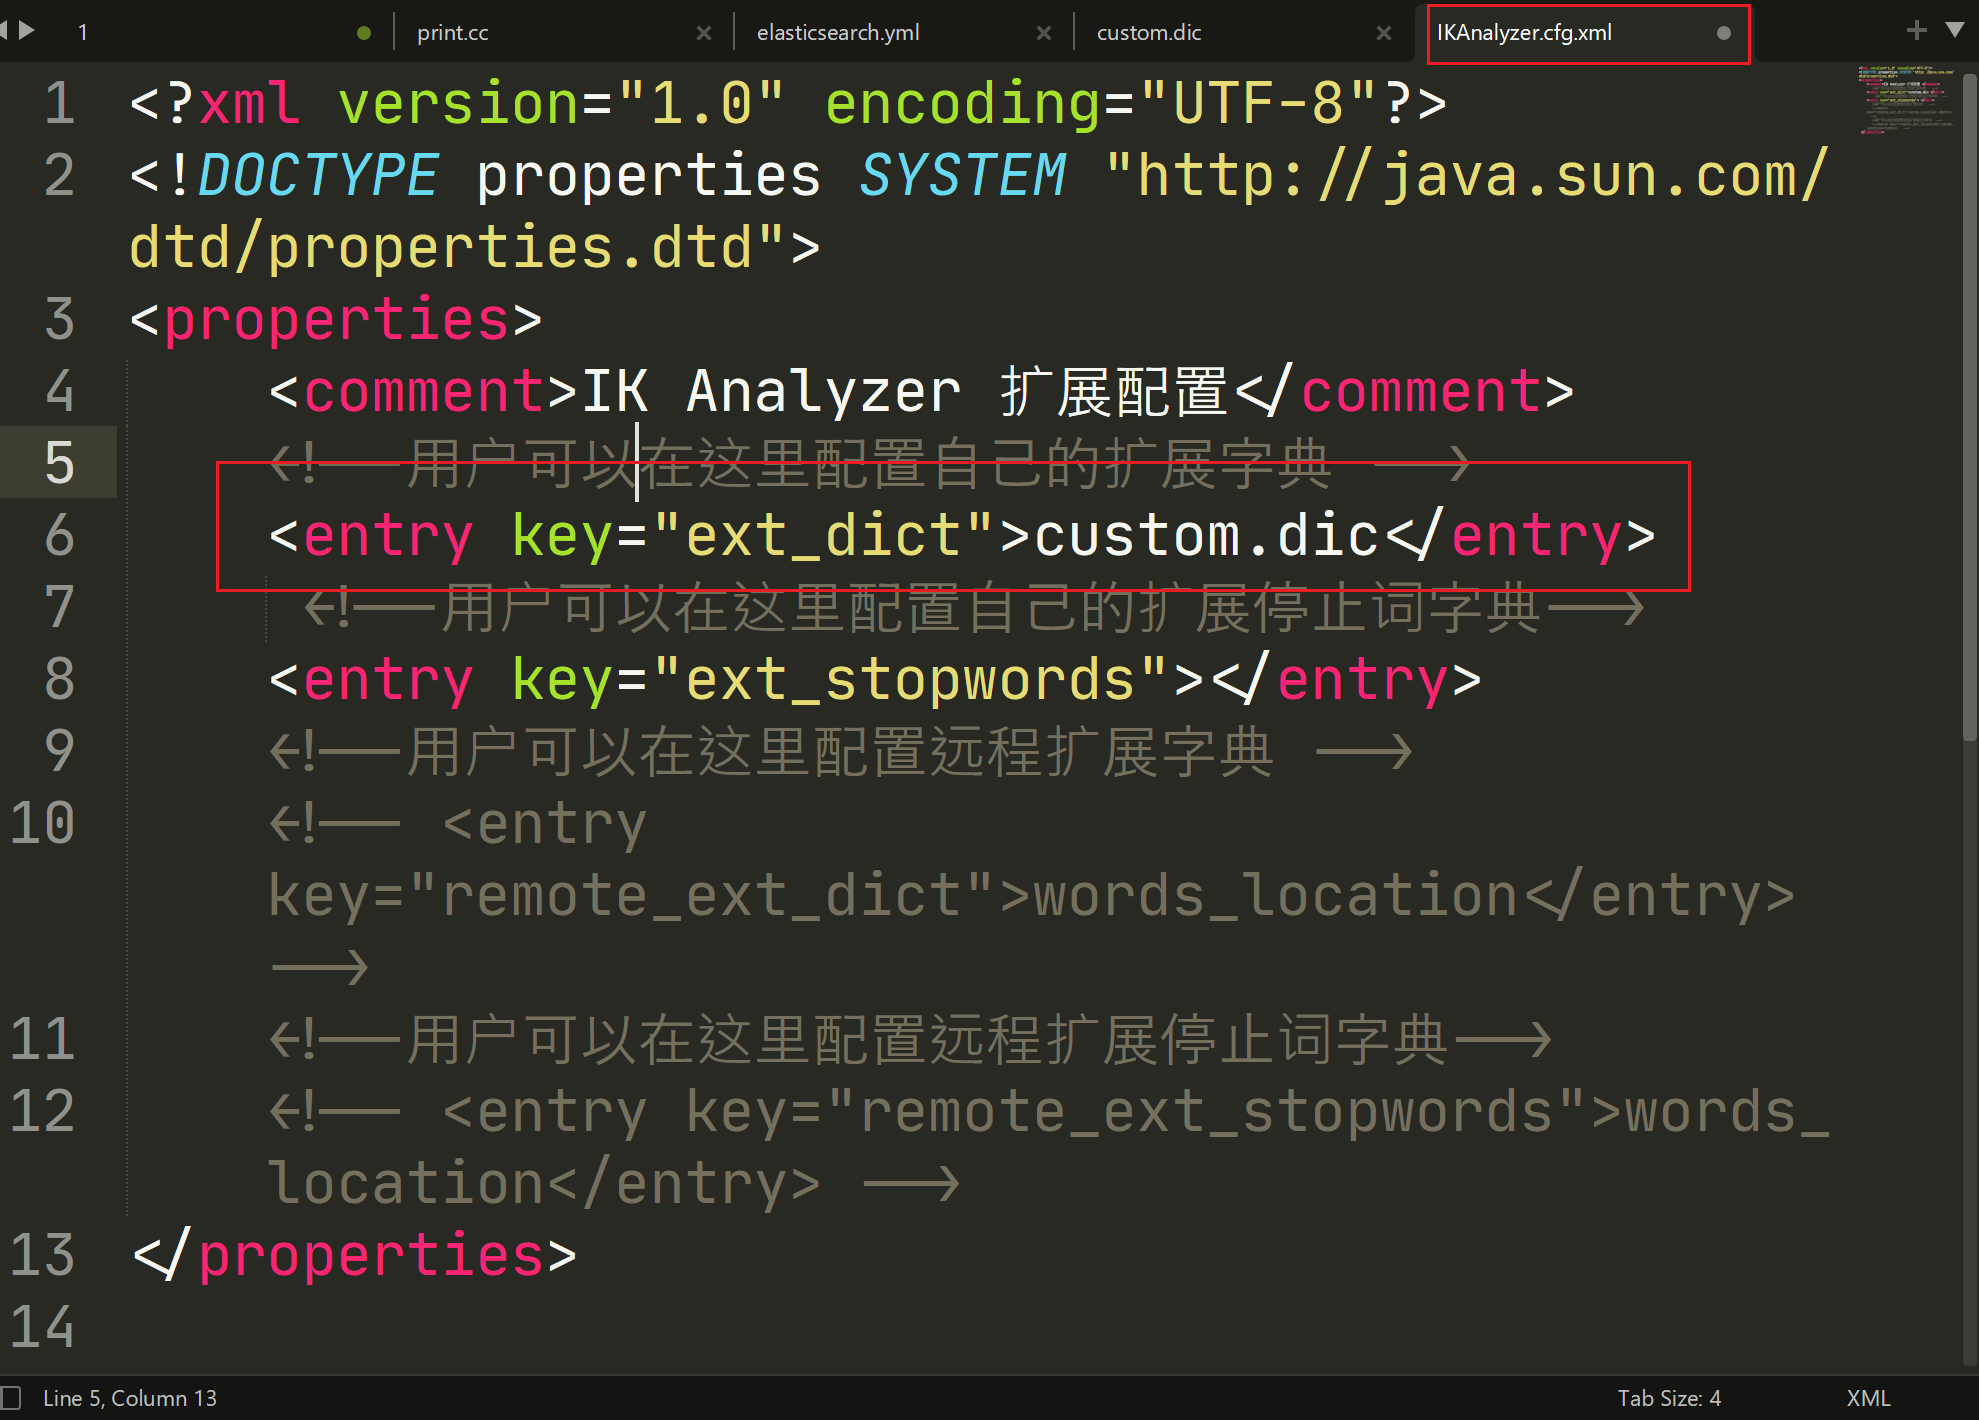 1 print.cc elasticsearch.yml custom.dic IKAnalyzer.cfg.xml
1 <?xml version="1.0" encoding="UTF-8"?>
2 <!DOCTYPE properties SYSTEM "http://java.sun.com/
dtd/properties.dtd">
3 <properties>
4 <comment>IK Analyzer 扩展配置</comment>
5 <!--用户可以在这里配置自己的扩展字典 -->
6 <entry key="ext_dict">custom.dic</entry>
7 <!--用户可以在这里配置自己的扩展停止词字典-->
8 <entry key="ext_stopwords"></entry>
9 <!--用户可以在这里配置远程扩展字典 -->
10 <!-- <entry
key="remote_ext_dict">words_location</entry>
-->
11 <!--用户可以在这里配置远程扩展停止词字典-->
12 <!-- <entry key="remote_ext_stopwords">words_
location</entry> -->
13 </properties>
14
Line 5, Column 13 Tab Size: 4 XML